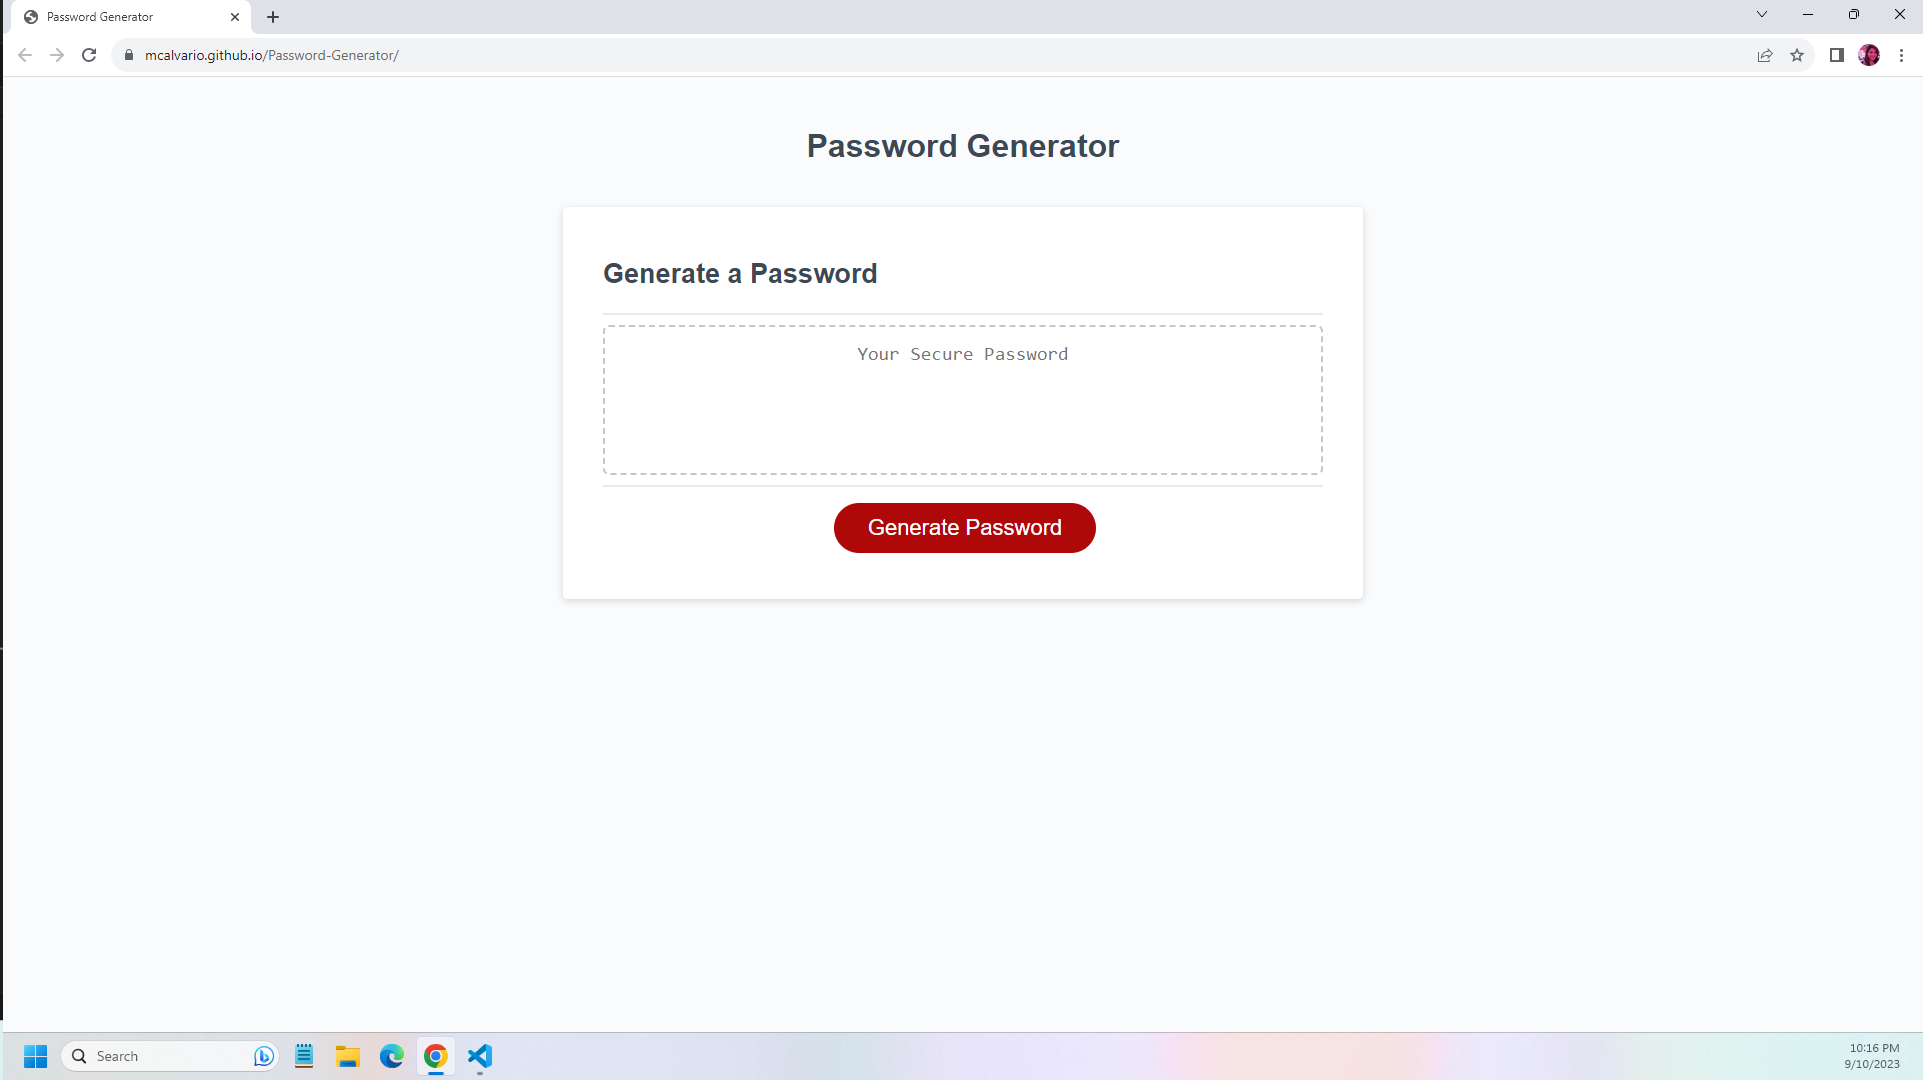 Password Generator
mcalvario.github.io/Password-Generator/
Password Generator
Generate a Password
Your Secure Password
Generate Password
Search
10:16 PM
9/10/2023